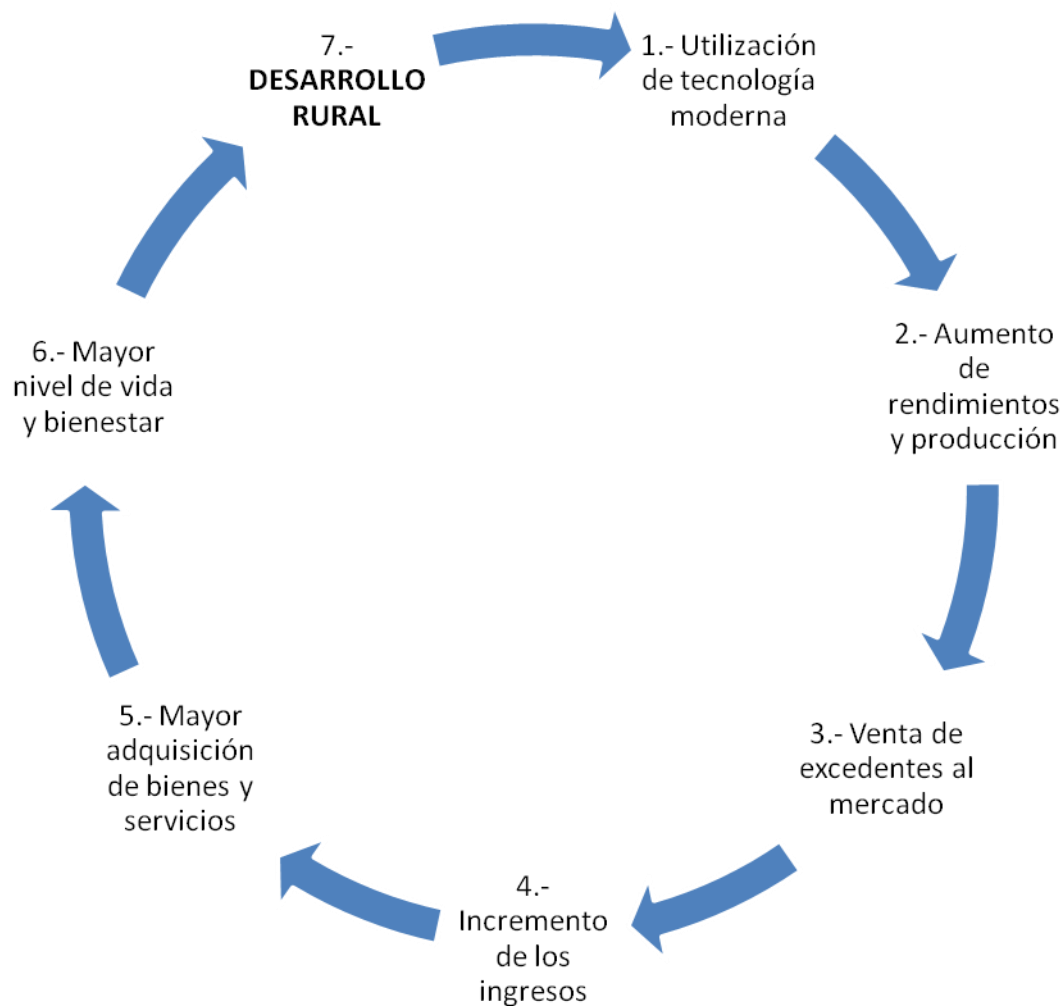 7.-
DESARROLLO
RURAL
1.- Utilización
de tecnología
moderna
2.- Aumento
de
rendimientos
y producción
3.- Venta de
excedentes al
mercado
4.-
Incremento
de los
ingresos
5.- Mayor
adquisición
de bienes y
servicios
6.- Mayor
nivel de vida
y bienestar